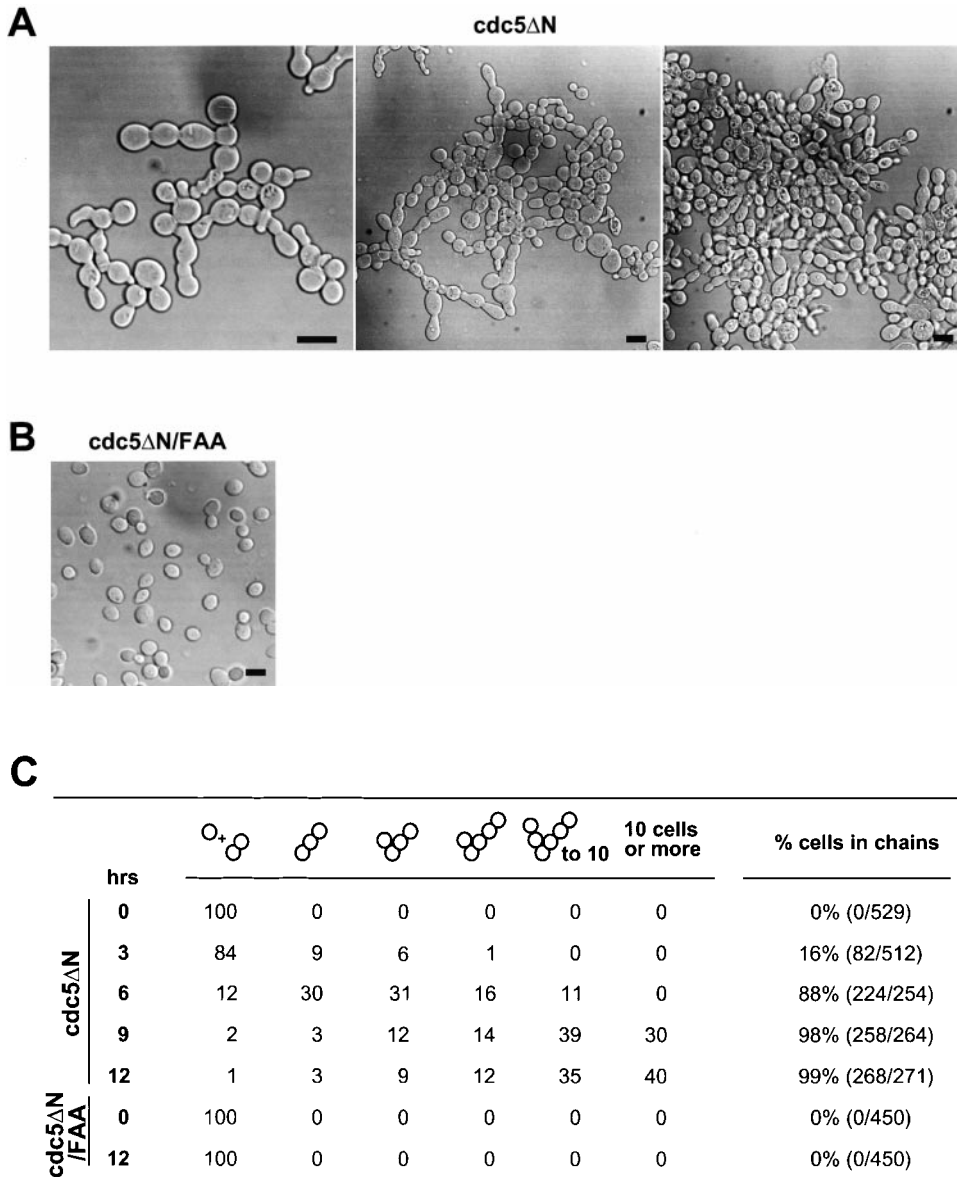 A
cdc5ΔN
B
cdc5ΔN/FAA
C
+ to 10 10 cells or more % cells in chains
hrs
cdc5ΔN
0 100 0 0 0 0 0 0% (0/529)
3 84 9 6 1 0 0 16% (82/512)
6 12 30 31 16 11 0 88% (224/254)
9 2 3 12 14 39 30 98% (258/264)
12 1 3 9 12 35 40 99% (268/271)
cdc5ΔN /FAA
0 100 0 0 0 0 0 0% (0/450)
12 100 0 0 0 0 0 0% (0/450)